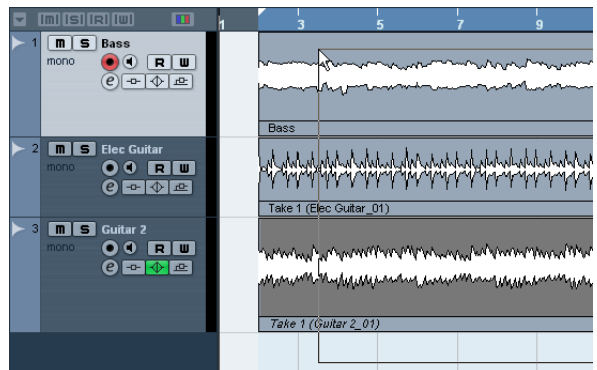 m S R W
1 3 5 7 9
1 m S Bass
mono R W
e
Bass
2 m S Elec Guitar
mono R W
e
Take 1 (Elec Guitar_01)
3 m S Guitar 2
mono R W
e
Take 1 (Guitar 2_01)